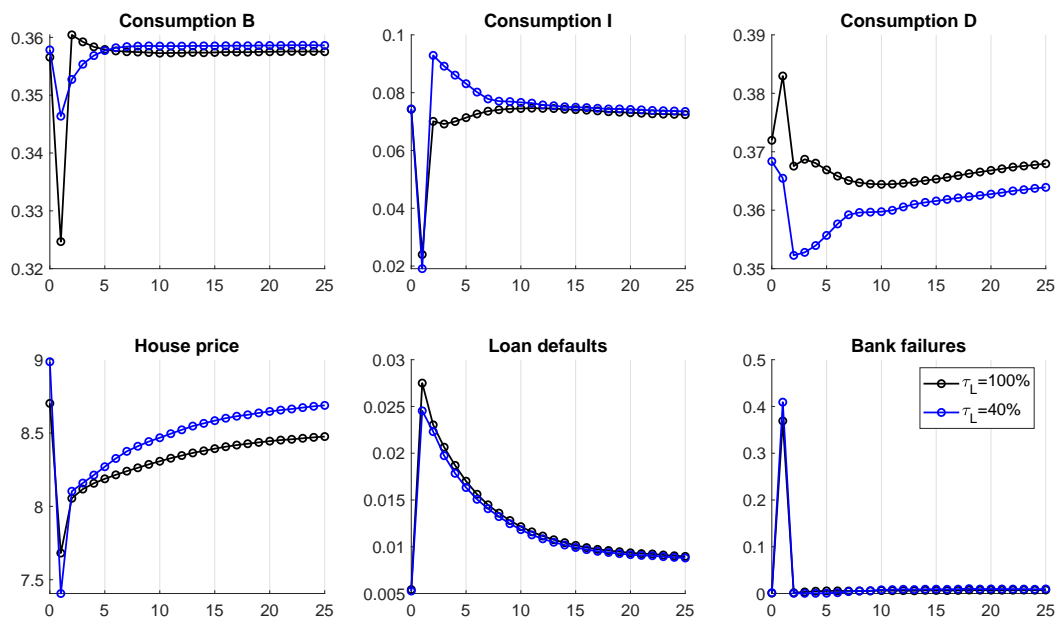 Consumption B
Consumption I
Consumption D
0.36
0.35
0.34
0.33
0.32
0 5 10 15 20 25
0.1
0.08
0.06
0.04
0.02
0 5 10 15 20 25
0.39
0.38
0.37
0.36
0.35
0 5 10 15 20 25
House price
Loan defaults
Bank failures
9
8.5
8
7.5
0 5 10 15 20 25
0.03
0.025
0.02
0.015
0.01
0.005
0 5 10 15 20 25
0.5
0.4
0.3
0.2
0.1
0
0 5 10 15 20 25
τL=100%
τL=40%